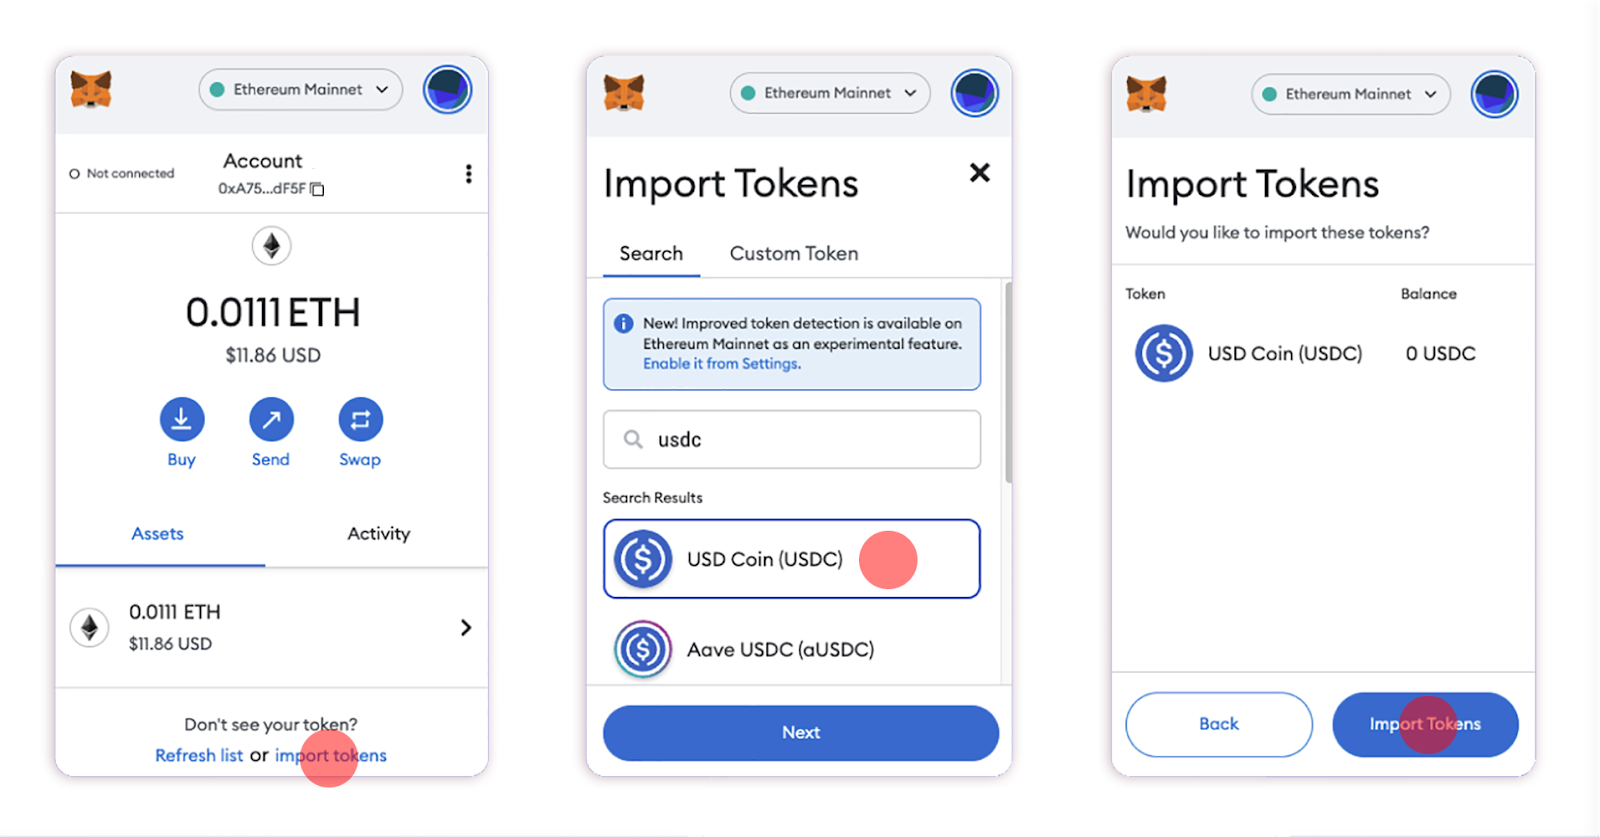 Ethereum Mainnet
Not connected
Account
0xA75...dF5F
0.0111 ETH
$11.86 USD
Buy
Send
Swap
Assets
Activity
0.0111 ETH
$11.86 USD
Don't see your token?
Refresh list or import tokens
Ethereum Mainnet
Import Tokens
Search
Custom Token
New! Improved token detection is available on
Ethereum Mainnet as an experimental feature.
Enable it from Settings.
usdc
Search Results
USD Coin (USDC)
Aave USDC (aUSDC)
Next
Ethereum Mainnet
Import Tokens
Would you like to import these tokens?
Token
Balance
USD Coin (USDC)
0 USDC
Back
Import Tokens